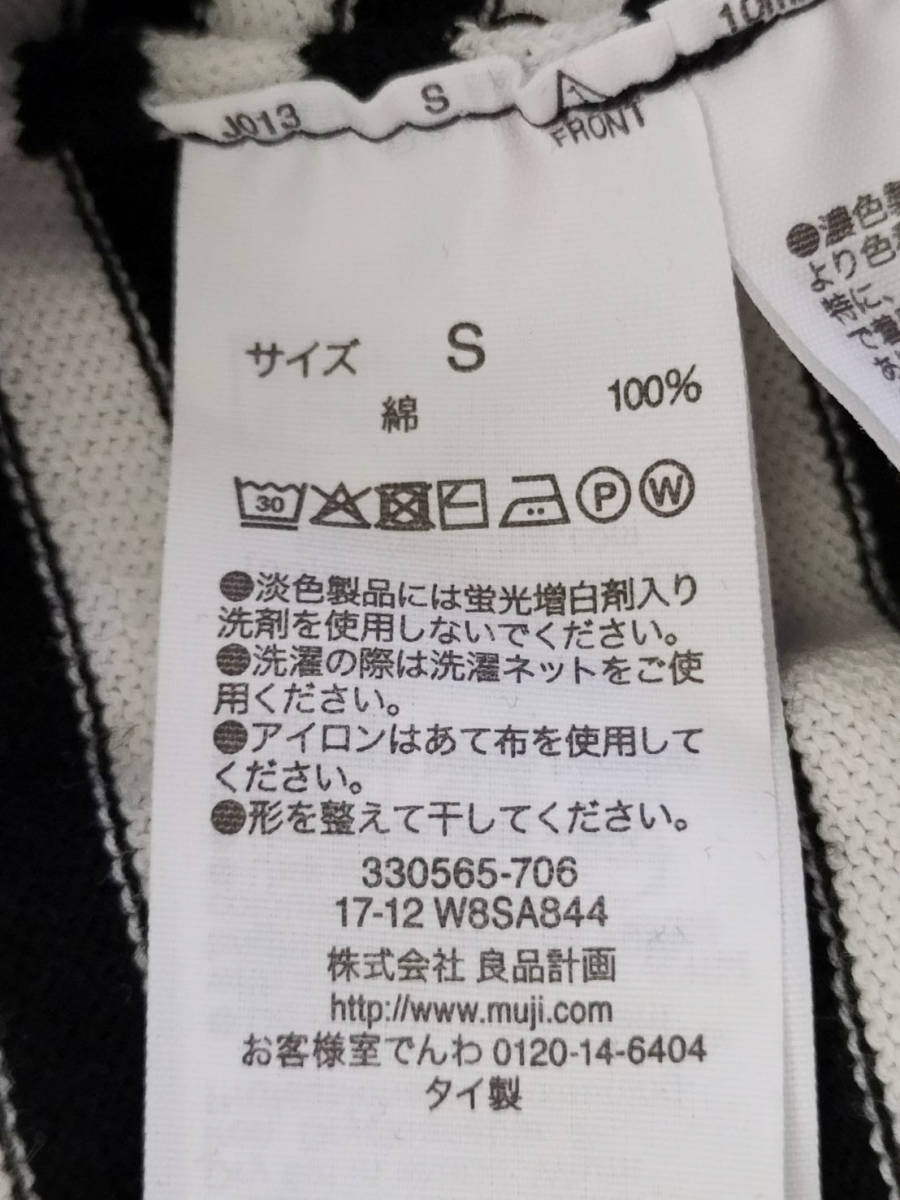 J013 S 1
FRONT
サイズ S
綿 100%
30 P W
●淡色製品には蛍光増白剤入り
洗剤を使用しないでください。
●洗濯の際は洗濯ネットをご使
用ください。
●アイロンはあて布を使用して
ください。
●形を整えて干してください。
330565-706
17-12 W8SA844
株式会社 良品計画
http://www.muji.com
お客様室でんわ 0120-14-6404
タイ製
●濃色
より色
特に、